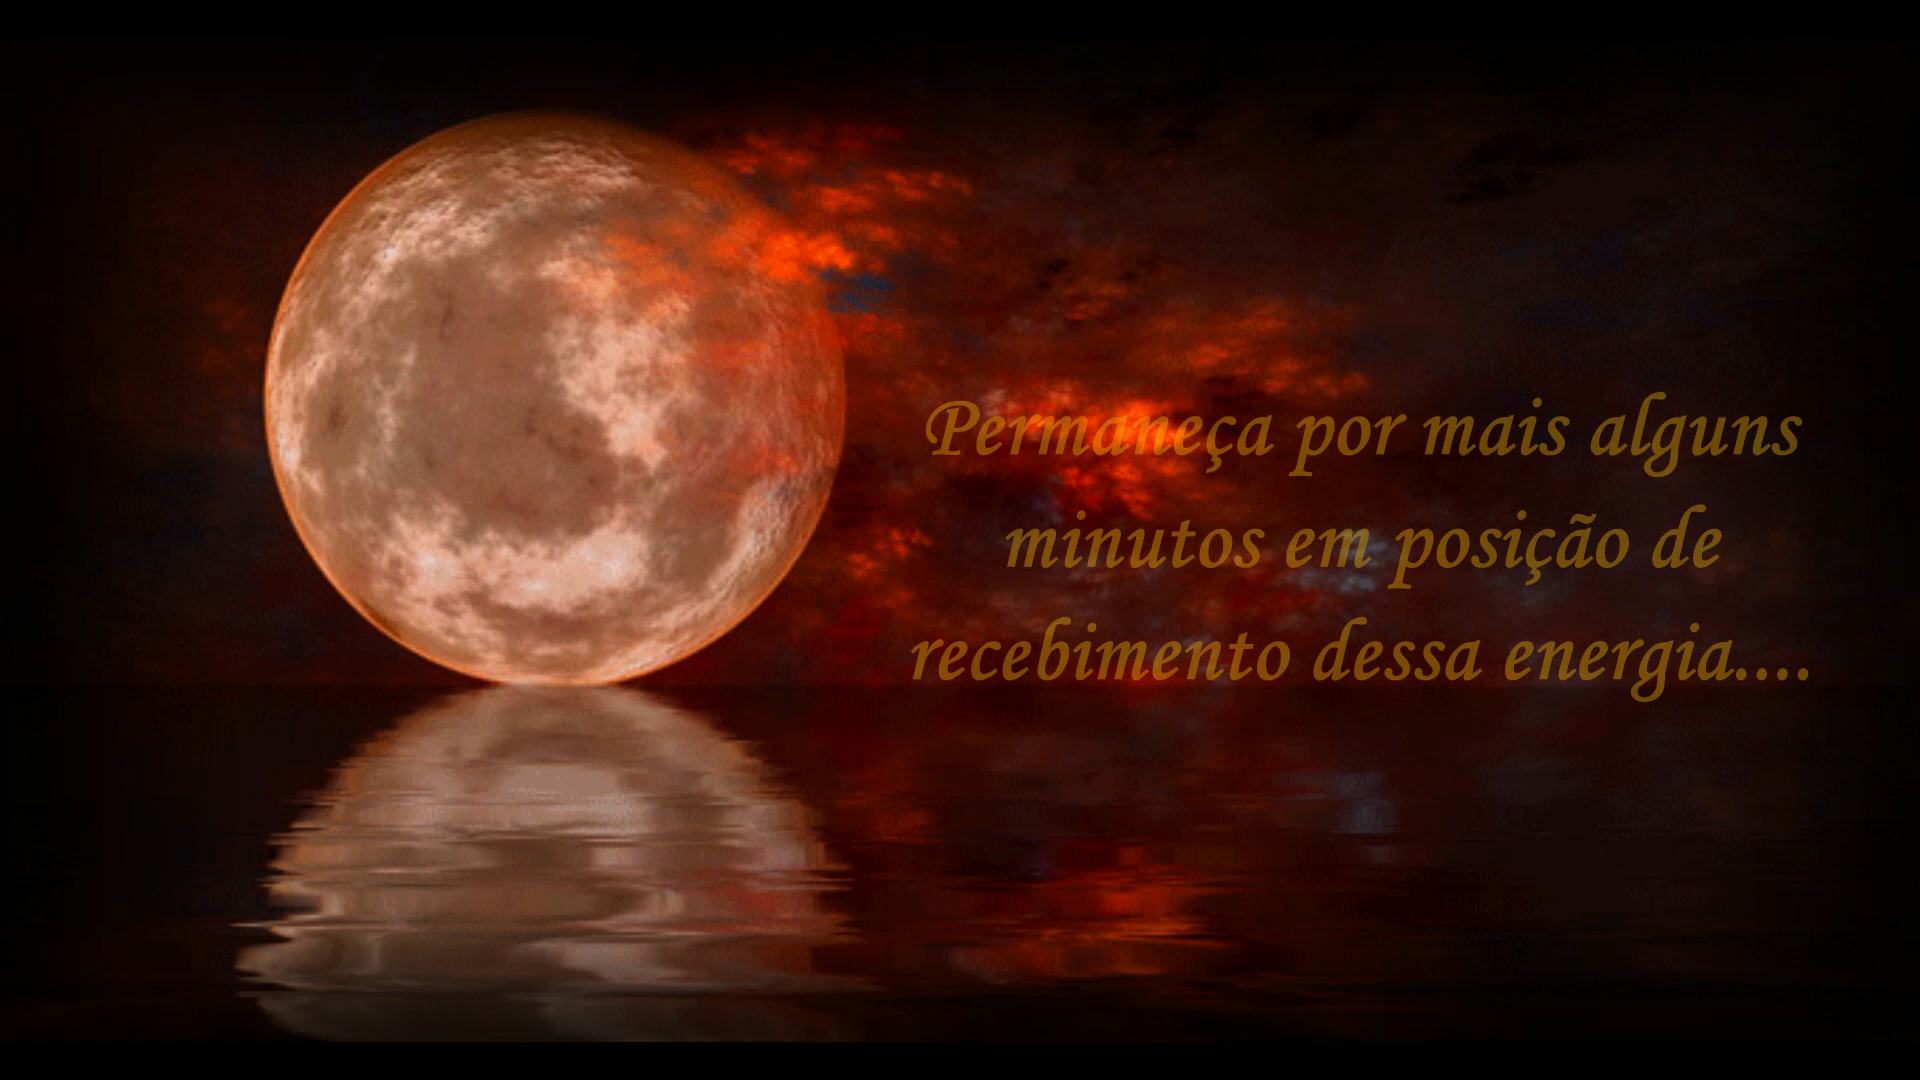 Permaneça por mais alguns
minutos em posição de
recebimento dessa energia....